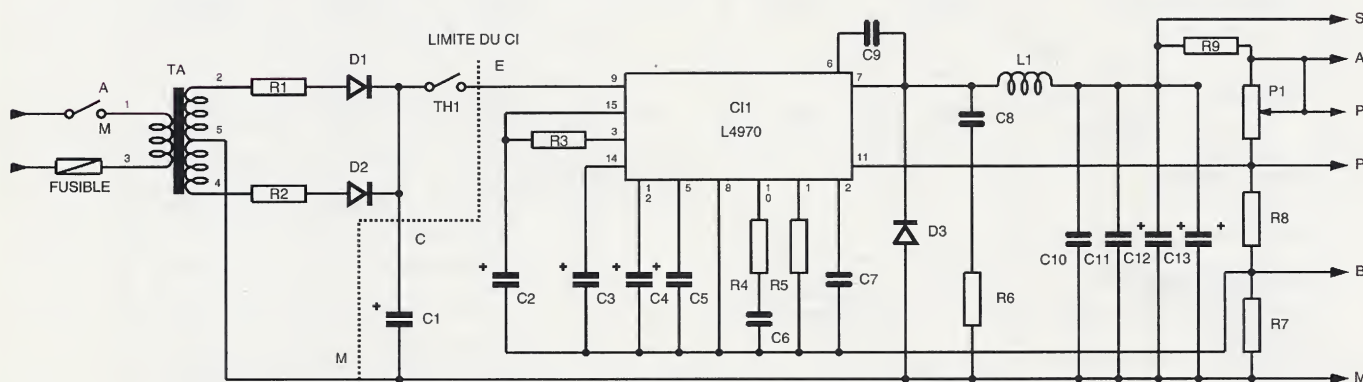 LIMITE DU CI
E
S
A
P
P
B
M
TA
A
M
1
3
FUSIBLE
2
5
4
R1
R2
D1
D2
TH1
C
M
C1
9
15
3
14
R3
CI1
L4970
6
7
11
1
2
5
8
1
0
1
2
C9
L1
C8
R9
P1
R8
R7
D3
R6
C2
C3
C4
C5
R4
R5
C6
C7
C10
C11
C12
C13
+
+
+
+
+
+